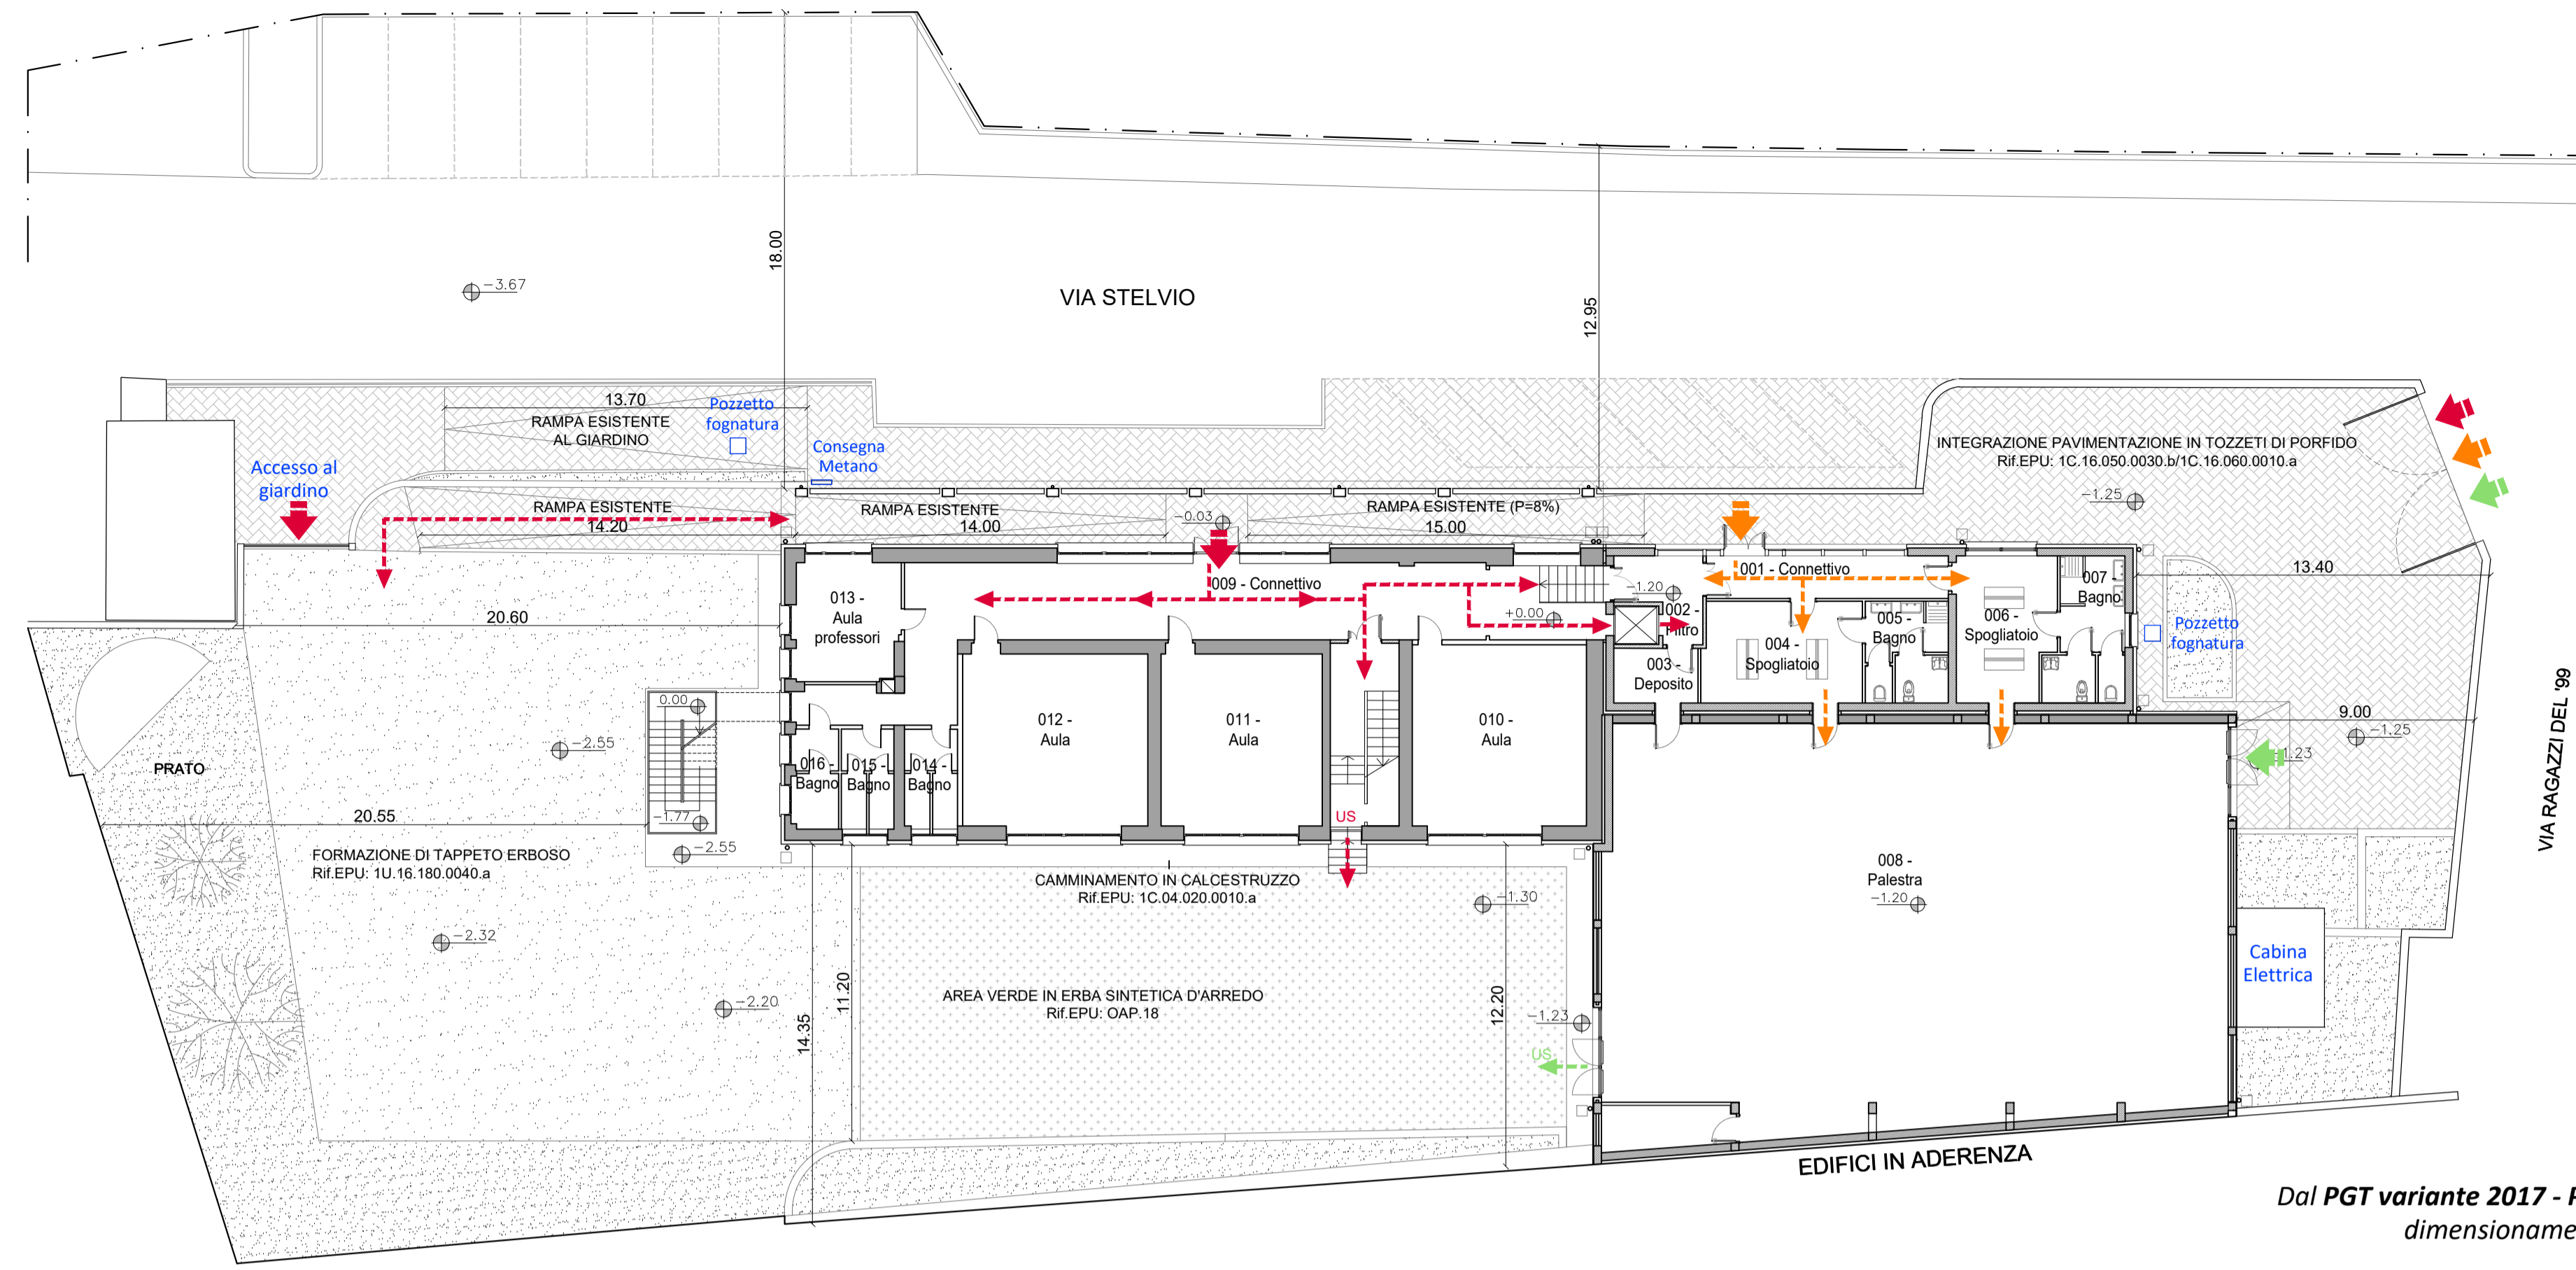 18.00
-3.67
VIA STELVIO
12.95
13.70
RAMPA ESISTENTE
AL GIARDINO
Pozzetto
fognatura
Consegna
Metano
Accesso al
giardino
RAMPA ESISTENTE
14.20
RAMPA ESISTENTE
14.00
-0.03
RAMPA ESISTENTE (P=8%)
15.00
INTEGRAZIONE PAVIMENTAZIONE IN TOZZETI DI PORFIDO
Rif.EPU: 1C.16.050.0030.b/1C.16.060.0010.a
-1.25
13.40
009 - Connettivo
001 - Connettivo
-1.20
+0.00
002 -
Filtro
007 -
Bagno
013 -
Aula
professori
20.60
006 -
Spogliatoio
005 -
Bagno
004 -
Spogliatoio
003 -
Deposito
Pozzetto
fognatura
VIA RAGAZZI DEL '99
0.00
-2.55
-1.77
-2.55
PRATO
20.55
012 -
Aula
011 -
Aula
010 -
Aula
016 -
Bagno
015 -
Bagno
014 -
Bagno
US
9.00
-1.25
-1.23
FORMAZIONE DI TAPPETO ERBOSO
Rif.EPU: 1U.16.180.0040.a
CAMMINAMENTO IN CALCESTRUZZO
Rif.EPU: 1C.04.020.0010.a
-1.30
008 -
Palestra
-1.20
-2.32
-2.20
11.20
14.35
AREA VERDE IN ERBA SINTETICA D'ARREDO
Rif.EPU: OAP.18
12.20
-1.23
US
Cabina
Elettrica
EDIFICI IN ADERENZA
Dal PGT variante 2017 - P
dimensioname